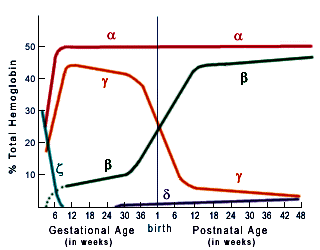 % Total Hemoglobin
50
40
30
20
10
α α
γ β
ζ β γ
δ
6 12 18 24 30 36 1 6 12 18 24 30 36 42 48
Gestational Age birth Postnatal Age
(in weeks) (in weeks)